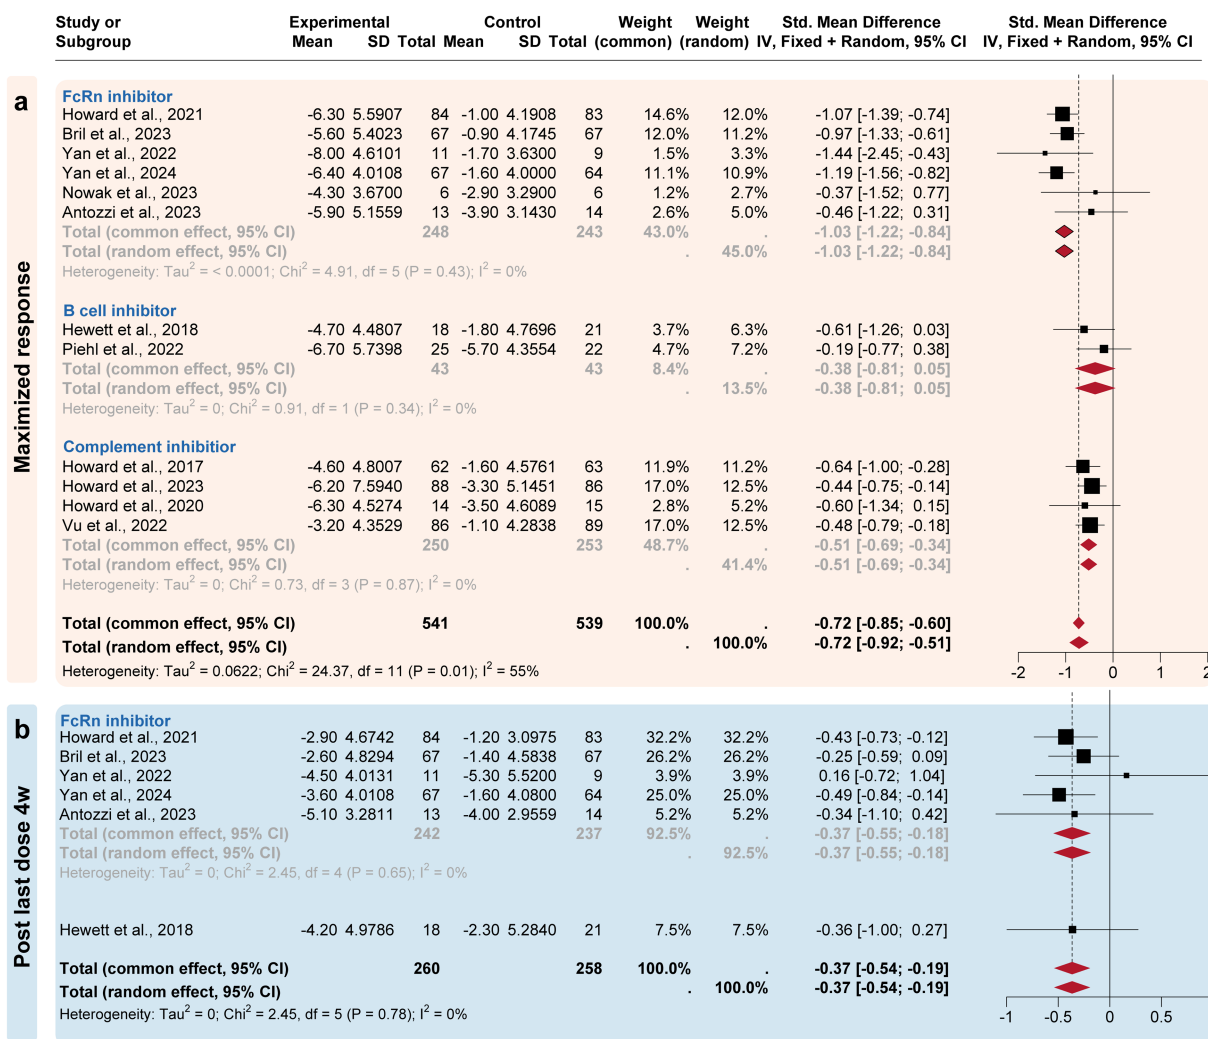 Study or Experimental Control Weight Weight Std. Mean Difference Std. Mean Difference
Subgroup Mean SD Total Mean SD Total (common) (random) IV, Fixed + Random, 95% CI IV, Fixed + Random, 95% CI
a
Maximized response
FcRn inhibitor
Howard et al., 2021 -6.30 5.5907 84 -1.00 4.1908 83 14.6% 12.0% -1.07 [-1.39; -0.74]
Bril et al., 2023 -5.60 5.4023 67 -0.90 4.1745 67 12.0% 11.2% -0.97 [-1.33; -0.61]
Yan et al., 2022 -8.00 4.6101 11 -1.70 3.6300 9 1.5% 3.3% -1.44 [-2.45; -0.43]
Yan et al., 2024 -6.40 4.0108 67 -1.60 4.0000 64 11.1% 10.9% -1.19 [-1.56; -0.82]
Nowak et al., 2023 -4.30 3.6700 6 -2.90 3.2900 6 1.2% 2.7% -0.37 [-1.52; 0.77]
Antozzi et al., 2023 -5.90 5.1559 13 -3.90 3.1430 14 2.6% 5.0% -0.46 [-1.22; 0.31]
Total (common effect, 95% CI) 248 243 43.0% . -1.03 [-1.22; -0.84]
Total (random effect, 95% CI) . 45.0% -1.03 [-1.22; -0.84]
Heterogeneity: Tau² = < 0.0001; Chi² = 4.91, df = 5 (P = 0.43); I² = 0%
B cell inhibitor
Hewett et al., 2018 -4.70 4.4807 18 -1.80 4.7696 21 3.7% 6.3% -0.61 [-1.26; 0.03]
Piehl et al., 2022 -6.70 5.7398 25 -5.70 4.3554 22 4.7% 7.2% -0.19 [-0.77; 0.38]
Total (common effect, 95% CI) 43 43 8.4% . -0.38 [-0.81; 0.05]
Total (random effect, 95% CI) . 13.5% -0.38 [-0.81; 0.05]
Heterogeneity: Tau² = 0; Chi² = 0.91, df = 1 (P = 0.34); I² = 0%
Complement inhibitior
Howard et al., 2017 -4.60 4.8007 62 -1.60 4.5761 63 11.9% 11.2% -0.64 [-1.00; -0.28]
Howard et al., 2023 -6.20 7.5940 88 -3.30 5.1451 86 17.0% 12.5% -0.44 [-0.75; -0.14]
Howard et al., 2020 -6.30 4.5274 14 -3.50 4.6089 15 2.8% 5.2% -0.60 [-1.34; 0.15]
Vu et al., 2022 -3.20 4.3529 86 -1.10 4.2838 89 17.0% 12.5% -0.48 [-0.79; -0.18]
Total (common effect, 95% CI) 250 253 48.7% . -0.51 [-0.69; -0.34]
Total (random effect, 95% CI) . 41.4% -0.51 [-0.69; -0.34]
Heterogeneity: Tau² = 0; Chi² = 0.73, df = 3 (P = 0.87); I² = 0%
Total (common effect, 95% CI) 541 539 100.0% . -0.72 [-0.85; -0.60]
Total (random effect, 95% CI) . 100.0% -0.72 [-0.92; -0.51]
Heterogeneity: Tau² = 0.0622; Chi² = 24.37, df = 11 (P = 0.01); I² = 55%
-2 -1 0 1 2
b
Post last dose 4w
FcRn inhibitor
Howard et al., 2021 -2.90 4.6742 84 -1.20 3.0975 83 32.2% 32.2% -0.43 [-0.73; -0.12]
Bril et al., 2023 -2.60 4.8294 67 -1.40 4.5838 67 26.2% 26.2% -0.25 [-0.59; 0.09]
Yan et al., 2022 -4.50 4.0131 11 -5.30 5.5200 9 3.9% 3.9% 0.16 [-0.72; 1.04]
Yan et al., 2024 -3.60 4.0108 67 -1.60 4.0800 64 25.0% 25.0% -0.49 [-0.84; -0.14]
Antozzi et al., 2023 -5.10 3.2811 13 -4.00 2.9559 14 5.2% 5.2% -0.34 [-1.10; 0.42]
Total (common effect, 95% CI) 242 237 92.5% . -0.37 [-0.55; -0.18]
Total (random effect, 95% CI) . 92.5% -0.37 [-0.55; -0.18]
Heterogeneity: Tau² = 0; Chi² = 2.45, df = 4 (P = 0.65); I² = 0%
Hewett et al., 2018 -4.20 4.9786 18 -2.30 5.2840 21 7.5% 7.5% -0.36 [-1.00; 0.27]
Total (common effect, 95% CI) 260 258 100.0% . -0.37 [-0.54; -0.19]
Total (random effect, 95% CI) . 100.0% -0.37 [-0.54; -0.19]
Heterogeneity: Tau² = 0; Chi² = 2.45, df = 5 (P = 0.78); I² = 0%
-1 -0.5 0 0.5